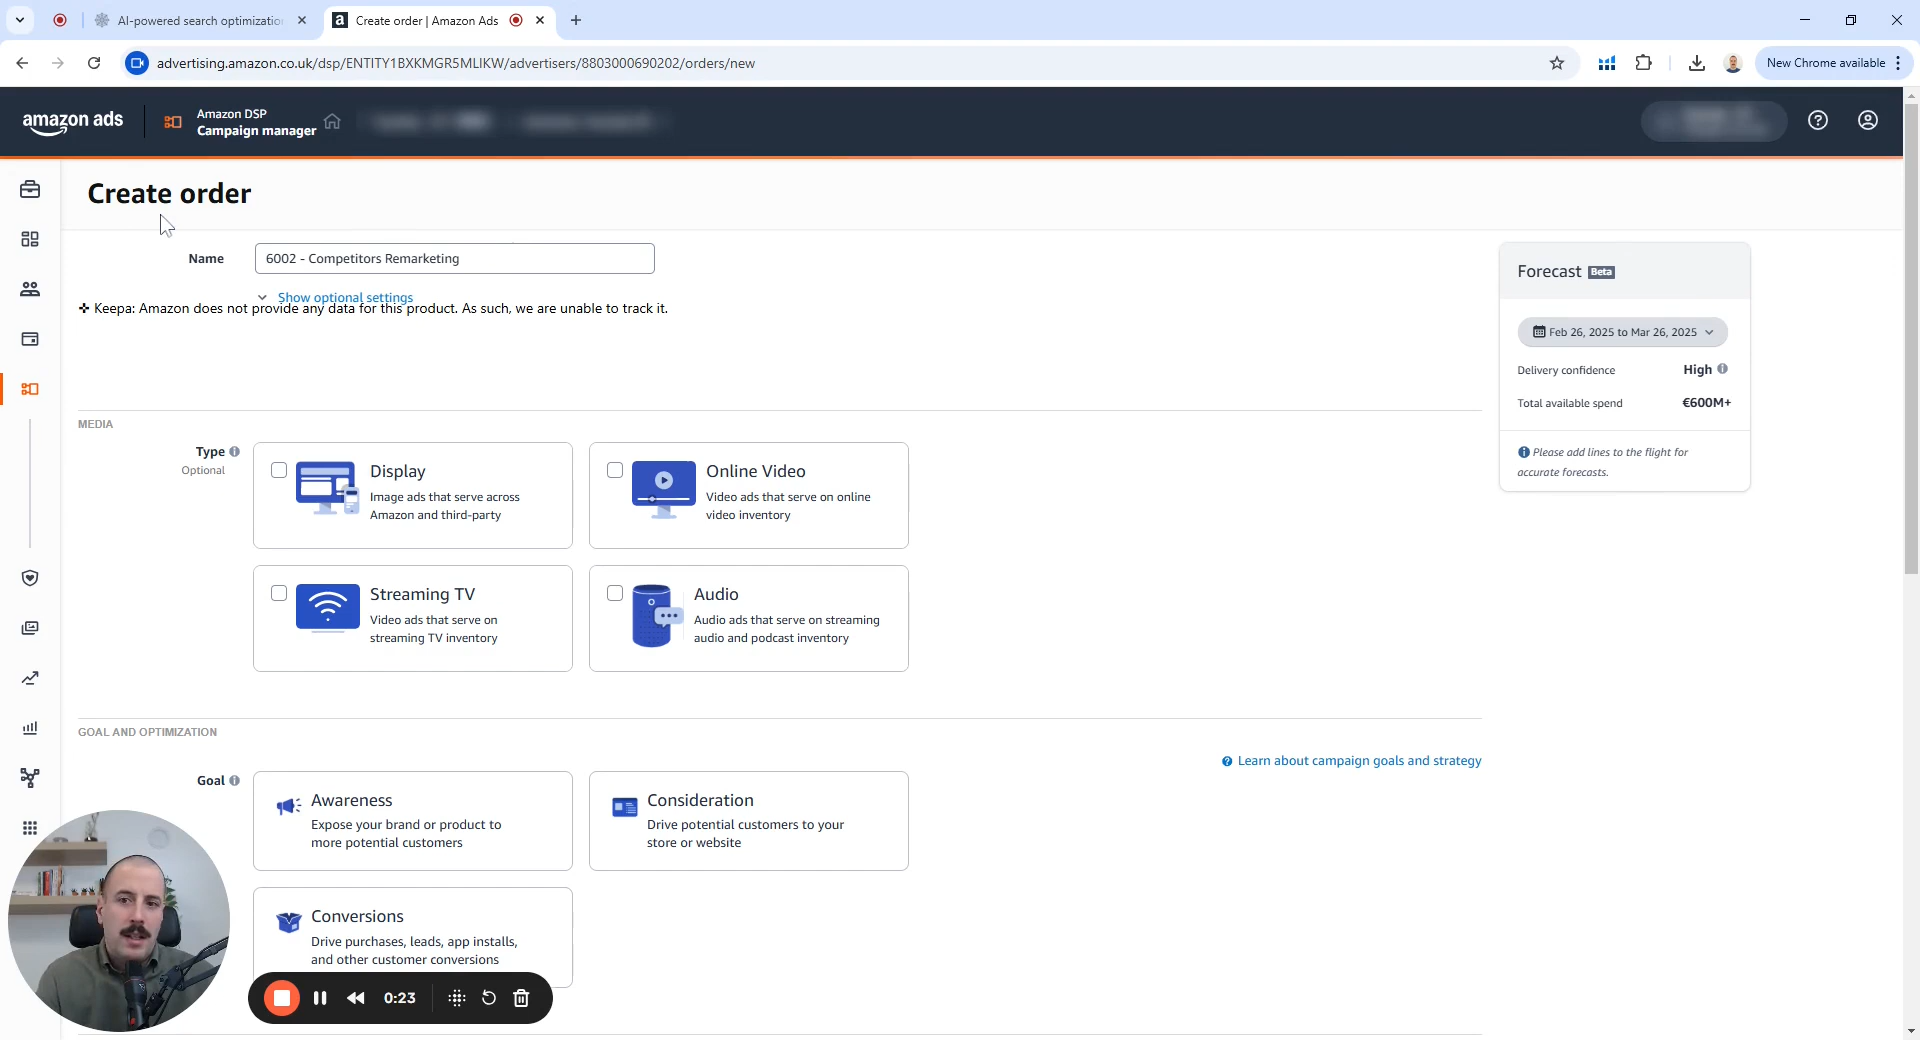 AI-powered search optimizatio
Create order | Amazon Ads
advertising.amazon.co.uk/dsp/ENTITY1BXKMGR5MLIKW/advertisers/8803000690202/orders/new
New Chrome available
amazon ads
Amazon DSP
Campaign manager
Create order
Name
6002 - Competitors Remarketing
Show optional settings
Keepa: Amazon does not provide any data for this product. As such, we are unable to track it.
Forecast Beta
Feb 26, 2025 to Mar 26, 2025
Delivery confidence
High
Total available spend
€600M+
Please add lines to the flight for
accurate forecasts.
MEDIA
Type
Optional
Display
Image ads that serve across
Amazon and third-party
Online Video
Video ads that serve on online
video inventory
Streaming TV
Video ads that serve on
streaming TV inventory
Audio
Audio ads that serve on streaming
audio and podcast inventory
GOAL AND OPTIMIZATION
Learn about campaign goals and strategy
Goal
Awareness
Expose your brand or product to
more potential customers
Consideration
Drive potential customers to your
store or website
Conversions
Drive purchases, leads, app installs,
and other customer conversions
0:23